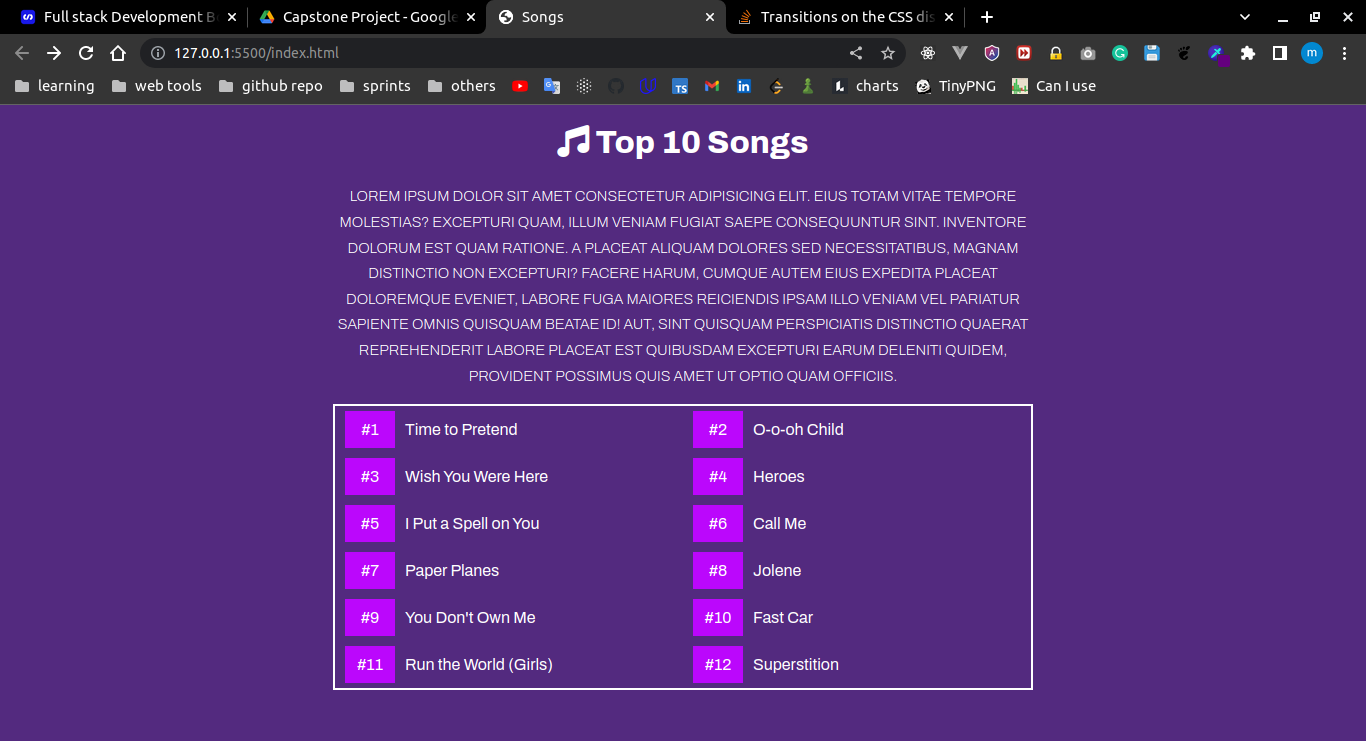 Full stack Development B
Capstone Project - Google
Songs
Transitions on the CSS dis
127.0.0.1:5500/index.html
m
learning
web tools
github repo
sprints
others
TS
charts
TinyPNG
Can I use
Top 10 Songs
LOREM IPSUM DOLOR SIT AMET CONSECTETUR ADIPISICING ELIT. EIUS TOTAM VITAE TEMPORE
MOLESTIAS? EXCEPTURI QUAM, ILLUM VENIAM FUGIAT SAEPE CONSEQUUNTUR SINT. INVENTORE
DOLORUM EST QUAM RATIONE. A PLACEAT ALIQUAM DOLORES SED NECESSITATIBUS, MAGNAM
DISTINCTIO NON EXCEPTURI? FACERE HARUM, CUMQUE AUTEM EIUS EXPEDITA PLACEAT
DOLOREMQUE EVENIET, LABORE FUGA MAIORES REICIENDIS IPSAM ILLO VENIAM VEL PARIATUR
SAPIENTE OMNIS QUISQUAM BEATAE ID! AUT, SINT QUISQUAM PERSPICIATIS DISTINCTIO QUAERAT
REPREHENDERIT LABORE PLACEAT EST QUIBUSDAM EXCEPTURI EARUM DELENITI QUIDEM,
PROVIDENT POSSIMUS QUIS AMET UT OPTIO QUAM OFFICIIS.
#1 Time to Pretend
#2 O-o-oh Child
#3 Wish You Were Here
#4 Heroes
#5 I Put a Spell on You
#6 Call Me
#7 Paper Planes
#8 Jolene
#9 You Don't Own Me
#10 Fast Car
#11 Run the World (Girls)
#12 Superstition